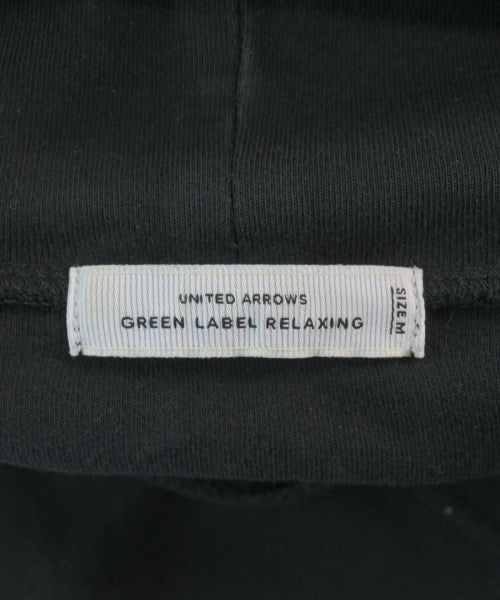 UNITED ARROWS
GREEN LABEL RELAXING
SIZE M